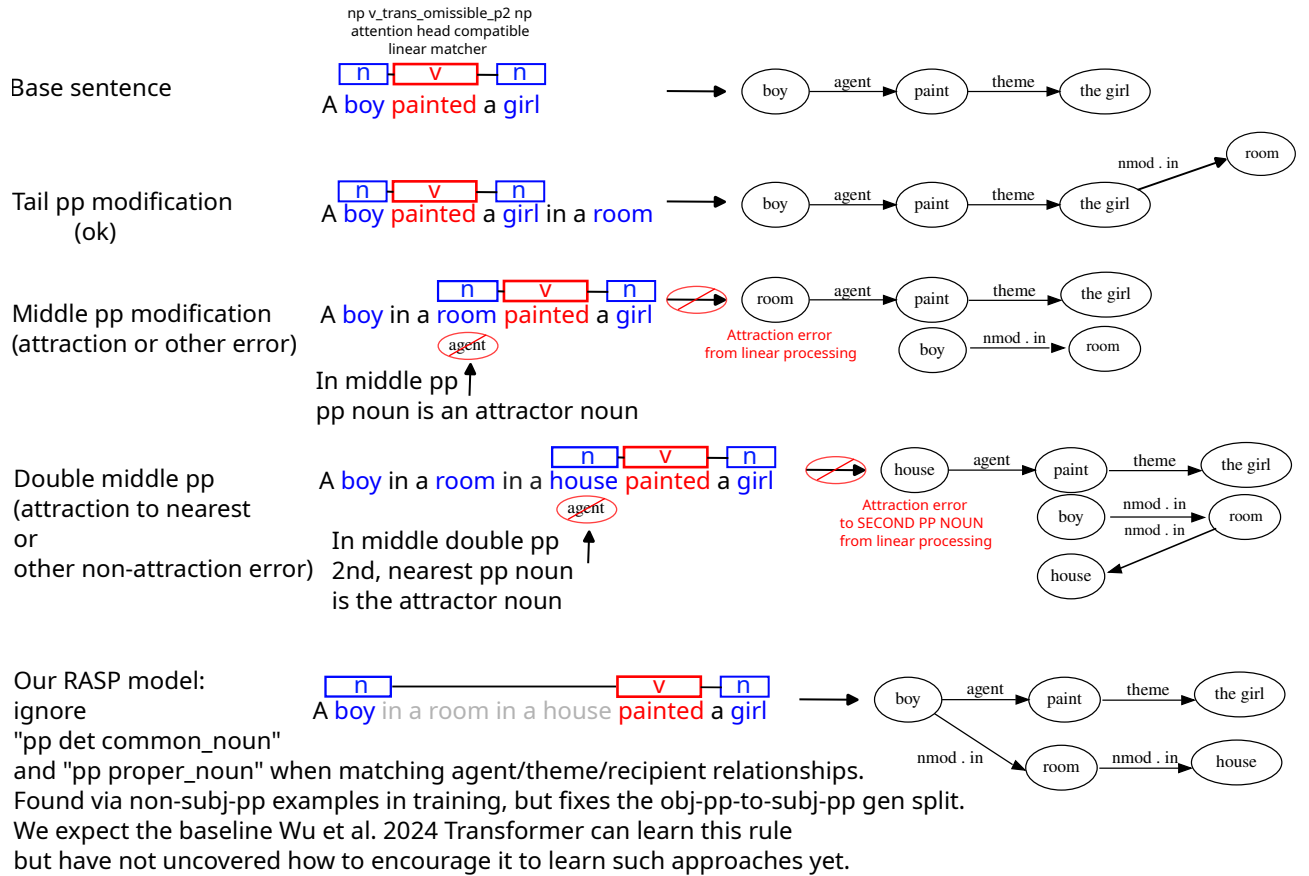 np v_trans_omissible_p2 np
attention head compatible
linear matcher
n v n
Base sentence
A boy painted a girl
boy agent paint theme the girl
nmod . in room
n v n
Tail pp modification
(ok)
A boy painted a girl in a room
boy agent paint theme the girl
n v n
Middle pp modification
(attraction or other error)
A boy in a room painted a girl
room agent paint theme the girl
agent
Attraction error
from linear processing
boy nmod . in room
In middle pp
pp noun is an attractor noun
n v n
Double middle pp
(attraction to nearest
or
other non-attraction error)
A boy in a room in a house painted a girl
house agent paint theme the girl
agent
Attraction error
to SECOND PP NOUN
from linear processing
boy nmod . in room
nmod . in
house
In middle double pp
2nd, nearest pp noun
is the attractor noun
n v n
Our RASP model:
ignore
"pp det common_noun"
A boy in a room in a house painted a girl
boy agent paint theme the girl
nmod . in room nmod . in house
and "pp proper_noun" when matching agent/theme/recipient relationships.
Found via non-subj-pp examples in training, but fixes the obj-pp-to-subj-pp gen split.
We expect the baseline Wu et al. 2024 Transformer can learn this rule
but have not uncovered how to encourage it to learn such approaches yet.